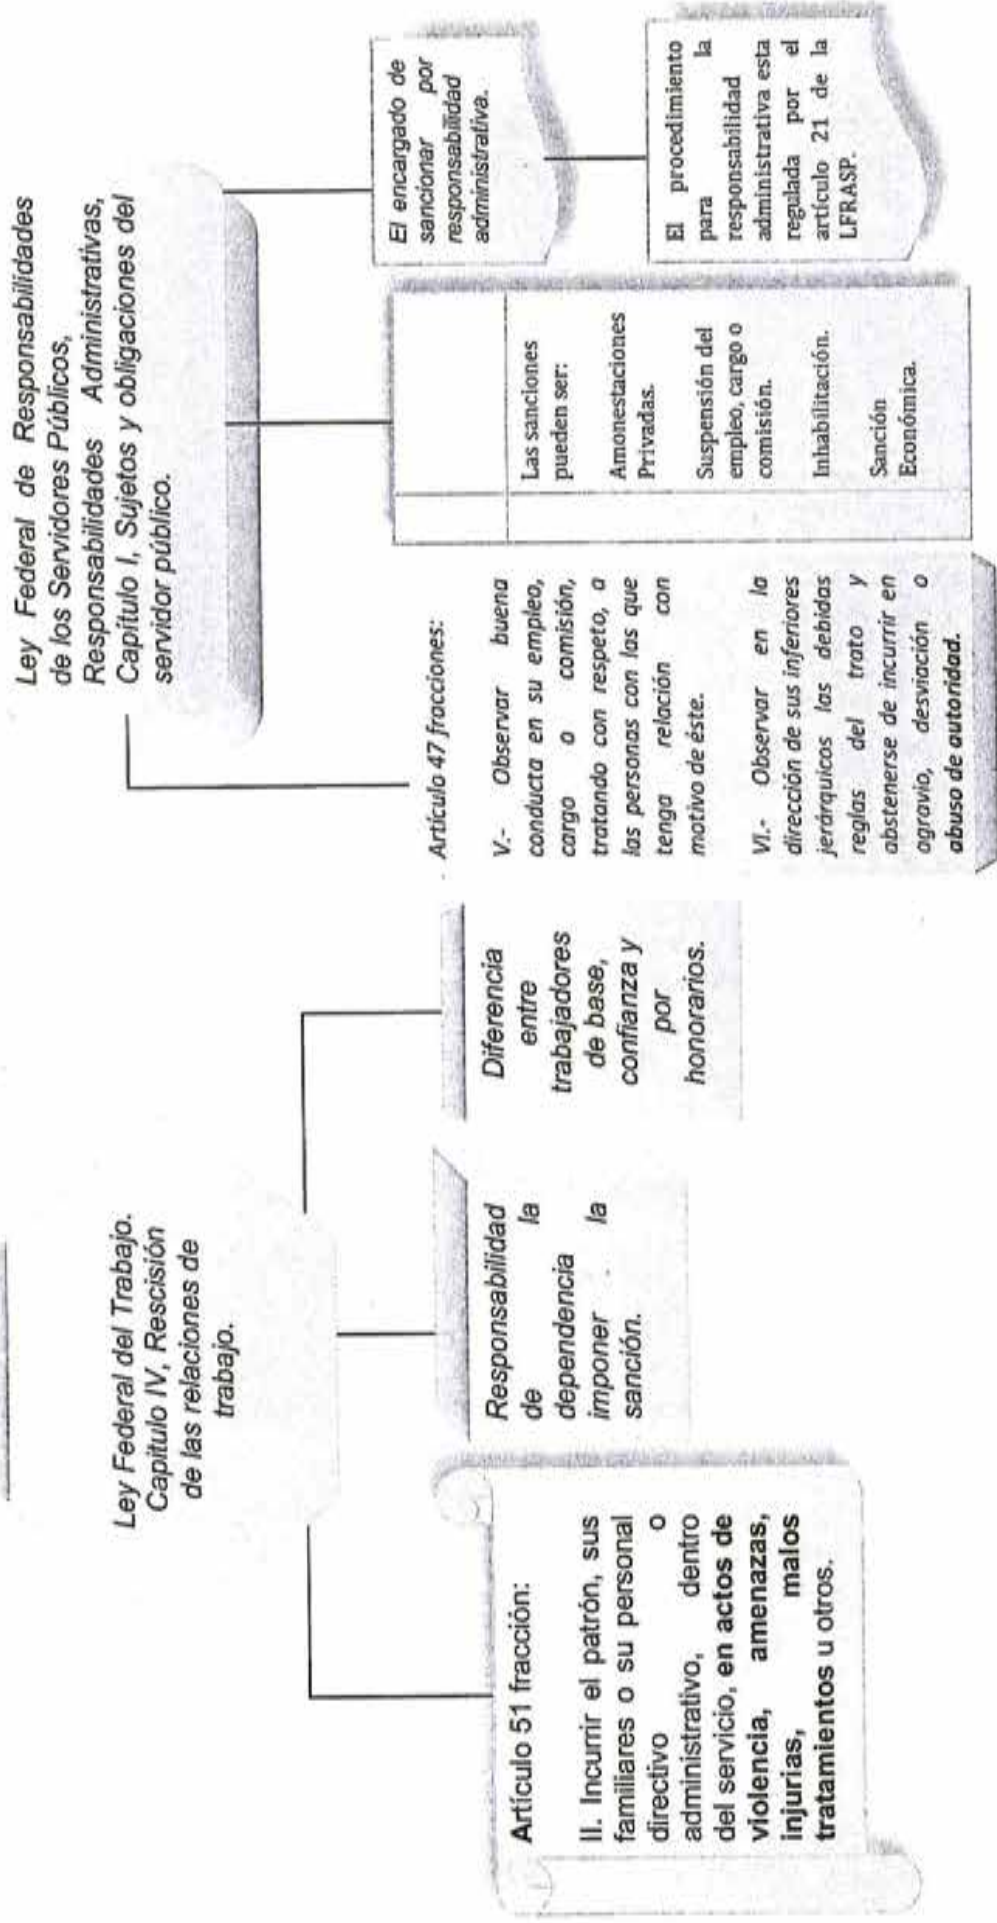 Ley Federal del Trabajo.
Capítulo IV, Rescisión
de las relaciones de
trabajo.
Artículo 51 fracción:
II. Incurrir el patrón, sus
familiares o su personal
directivo o
administrativo, dentro
del servicio, en actos de
violencia, amenazas,
injurias, malos
tratamientos u otros.
Responsabilidad
de la
dependencia
imponer la
sanción.
Diferencia
entre
trabajadores
de base,
confianza y
por
honorarios.
Ley Federal de Responsabilidades
de los Servidores Públicos,
Responsabilidades Administrativas,
Capítulo I, Sujetos y obligaciones del
servidor público.
Artículo 47 fracciones:
V.- Observar buena
conducta en su empleo,
cargo o comisión,
tratando con respeto, a
las personas con las que
tenga relación con
motivo de éste.
VI.- Observar en la
dirección de sus inferiores
jerárquicos las debidas
reglas del trato y
abstenerse de incurrir en
agravio, desviación o
abuso de autoridad.
Las sanciones
pueden ser:
Amonestaciones
Privadas.
Suspensión del
empleo, cargo o
comisión.
Inhabilitación.
Sanción
Económica.
El encargado de
sancionar por
responsabilidad
administrativa.
El procedimiento
para la
responsabilidad
administrativa esta
regulada por el
artículo 21 de la
LFRASP.